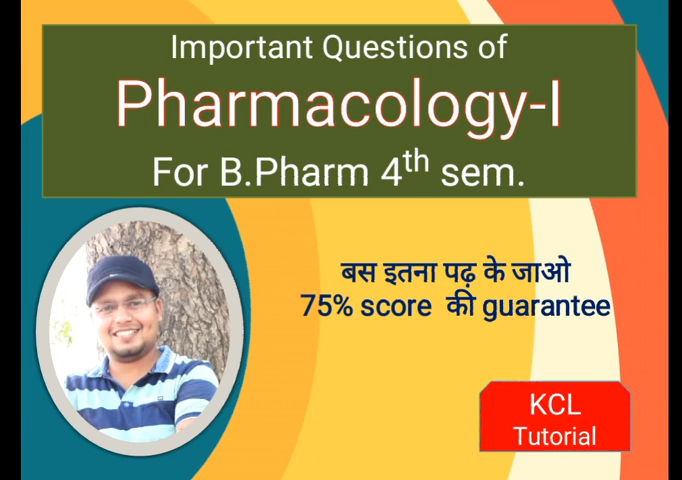 Important Questions of
Pharmacology-I
For B.Pharm 4th sem.
बस इतना पढ़ के जाओ
75% score की guarantee
KCL
Tutorial